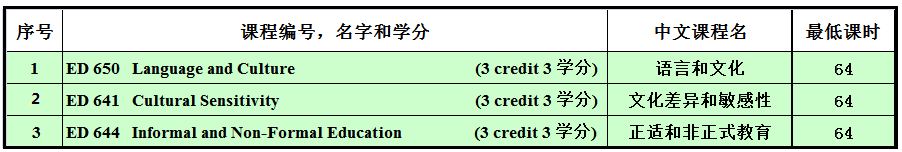 序号 课程编号，名字和学分 中文课程名 最低课时
1 ED 650 Language and Culture (3 credit 3 学分) 语言和文化 64
2 ED 641 Cultural Sensitivity (3 credit 3 学分) 文化差异和敏感性 64
3 ED 644 Informal and Non-Formal Education (3 credit 3 学分) 正适和非正式教育 64